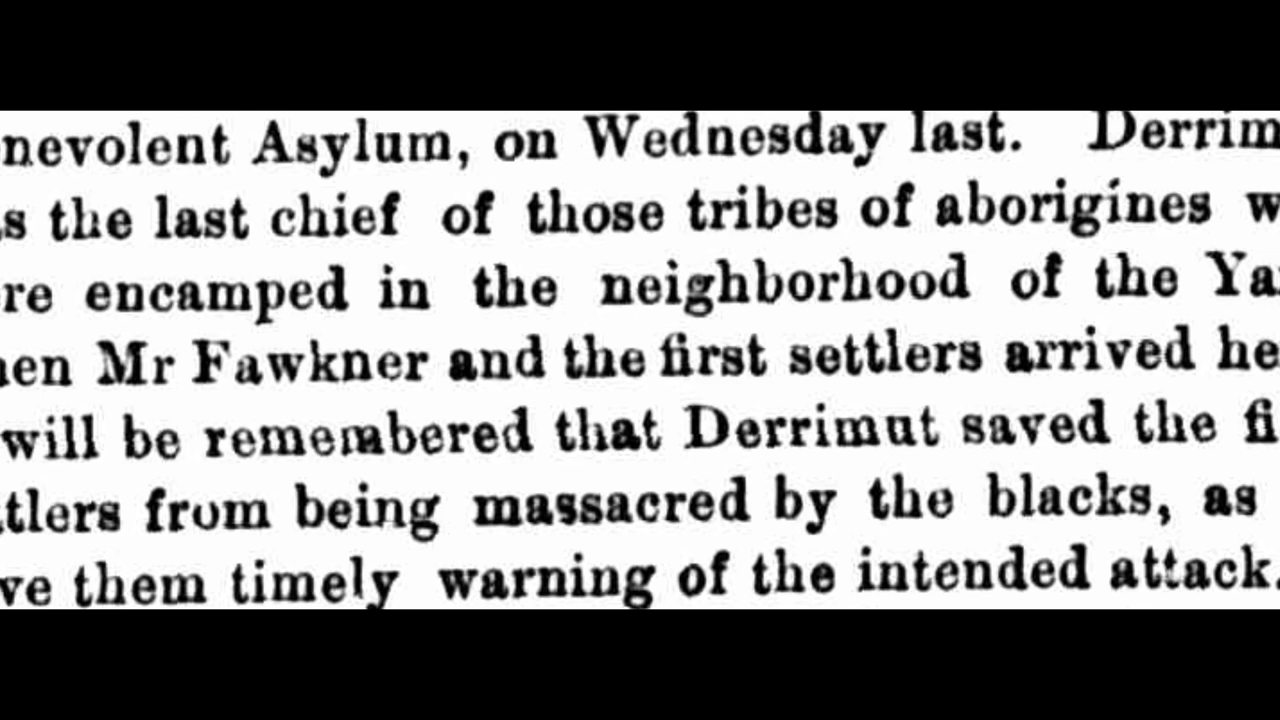 nevolent Asylum, on Wednesday last. Derrim
s the last chief of those tribes of aborigines w
re encamped in the neighborhood of the Ya
en Mr Fawkner and the first settlers arrived he
will be remembered that Derrimut saved the fi
tlers from being massacred by the blacks, as
ve them timely warning of the intended attack.